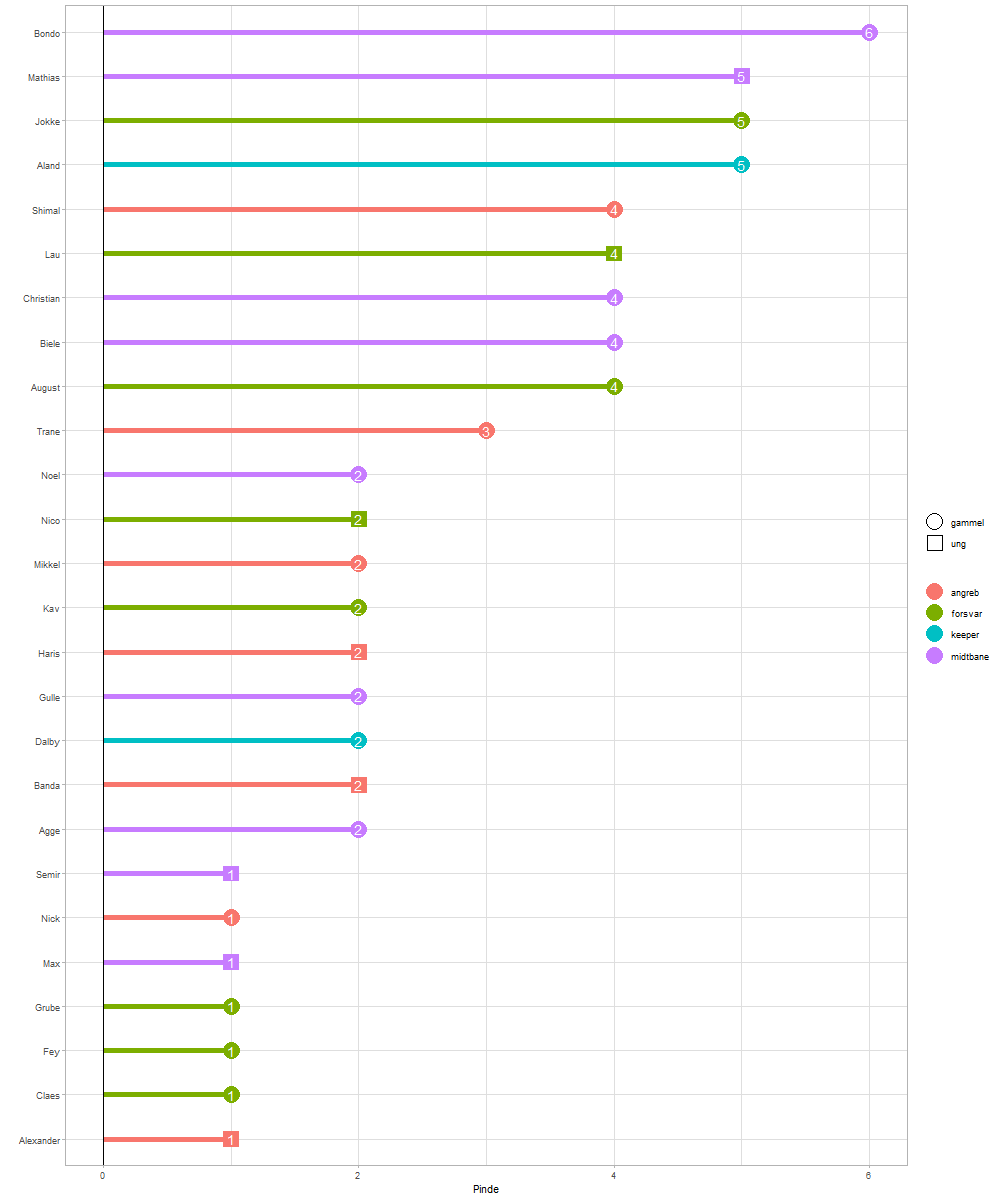 Bondo 6
Mathias 5
Jokke 5
Aland 5
Shimal 4
Lau 4
Christian 4
Biele 4
August 4
Trane 3
Noel 2
Nico 2
Mikkel 2
Kav 2
Haris 2
Gulle 2
Dalby 2
Banda 2
Agge 2
Semir 1
Nick 1
Max 1
Grube 1
Fey 1
Claes 1
Alexander 1
0 2 4 6
Pinde
gammel
ung
angreb
forsvar
keeper
midtbane